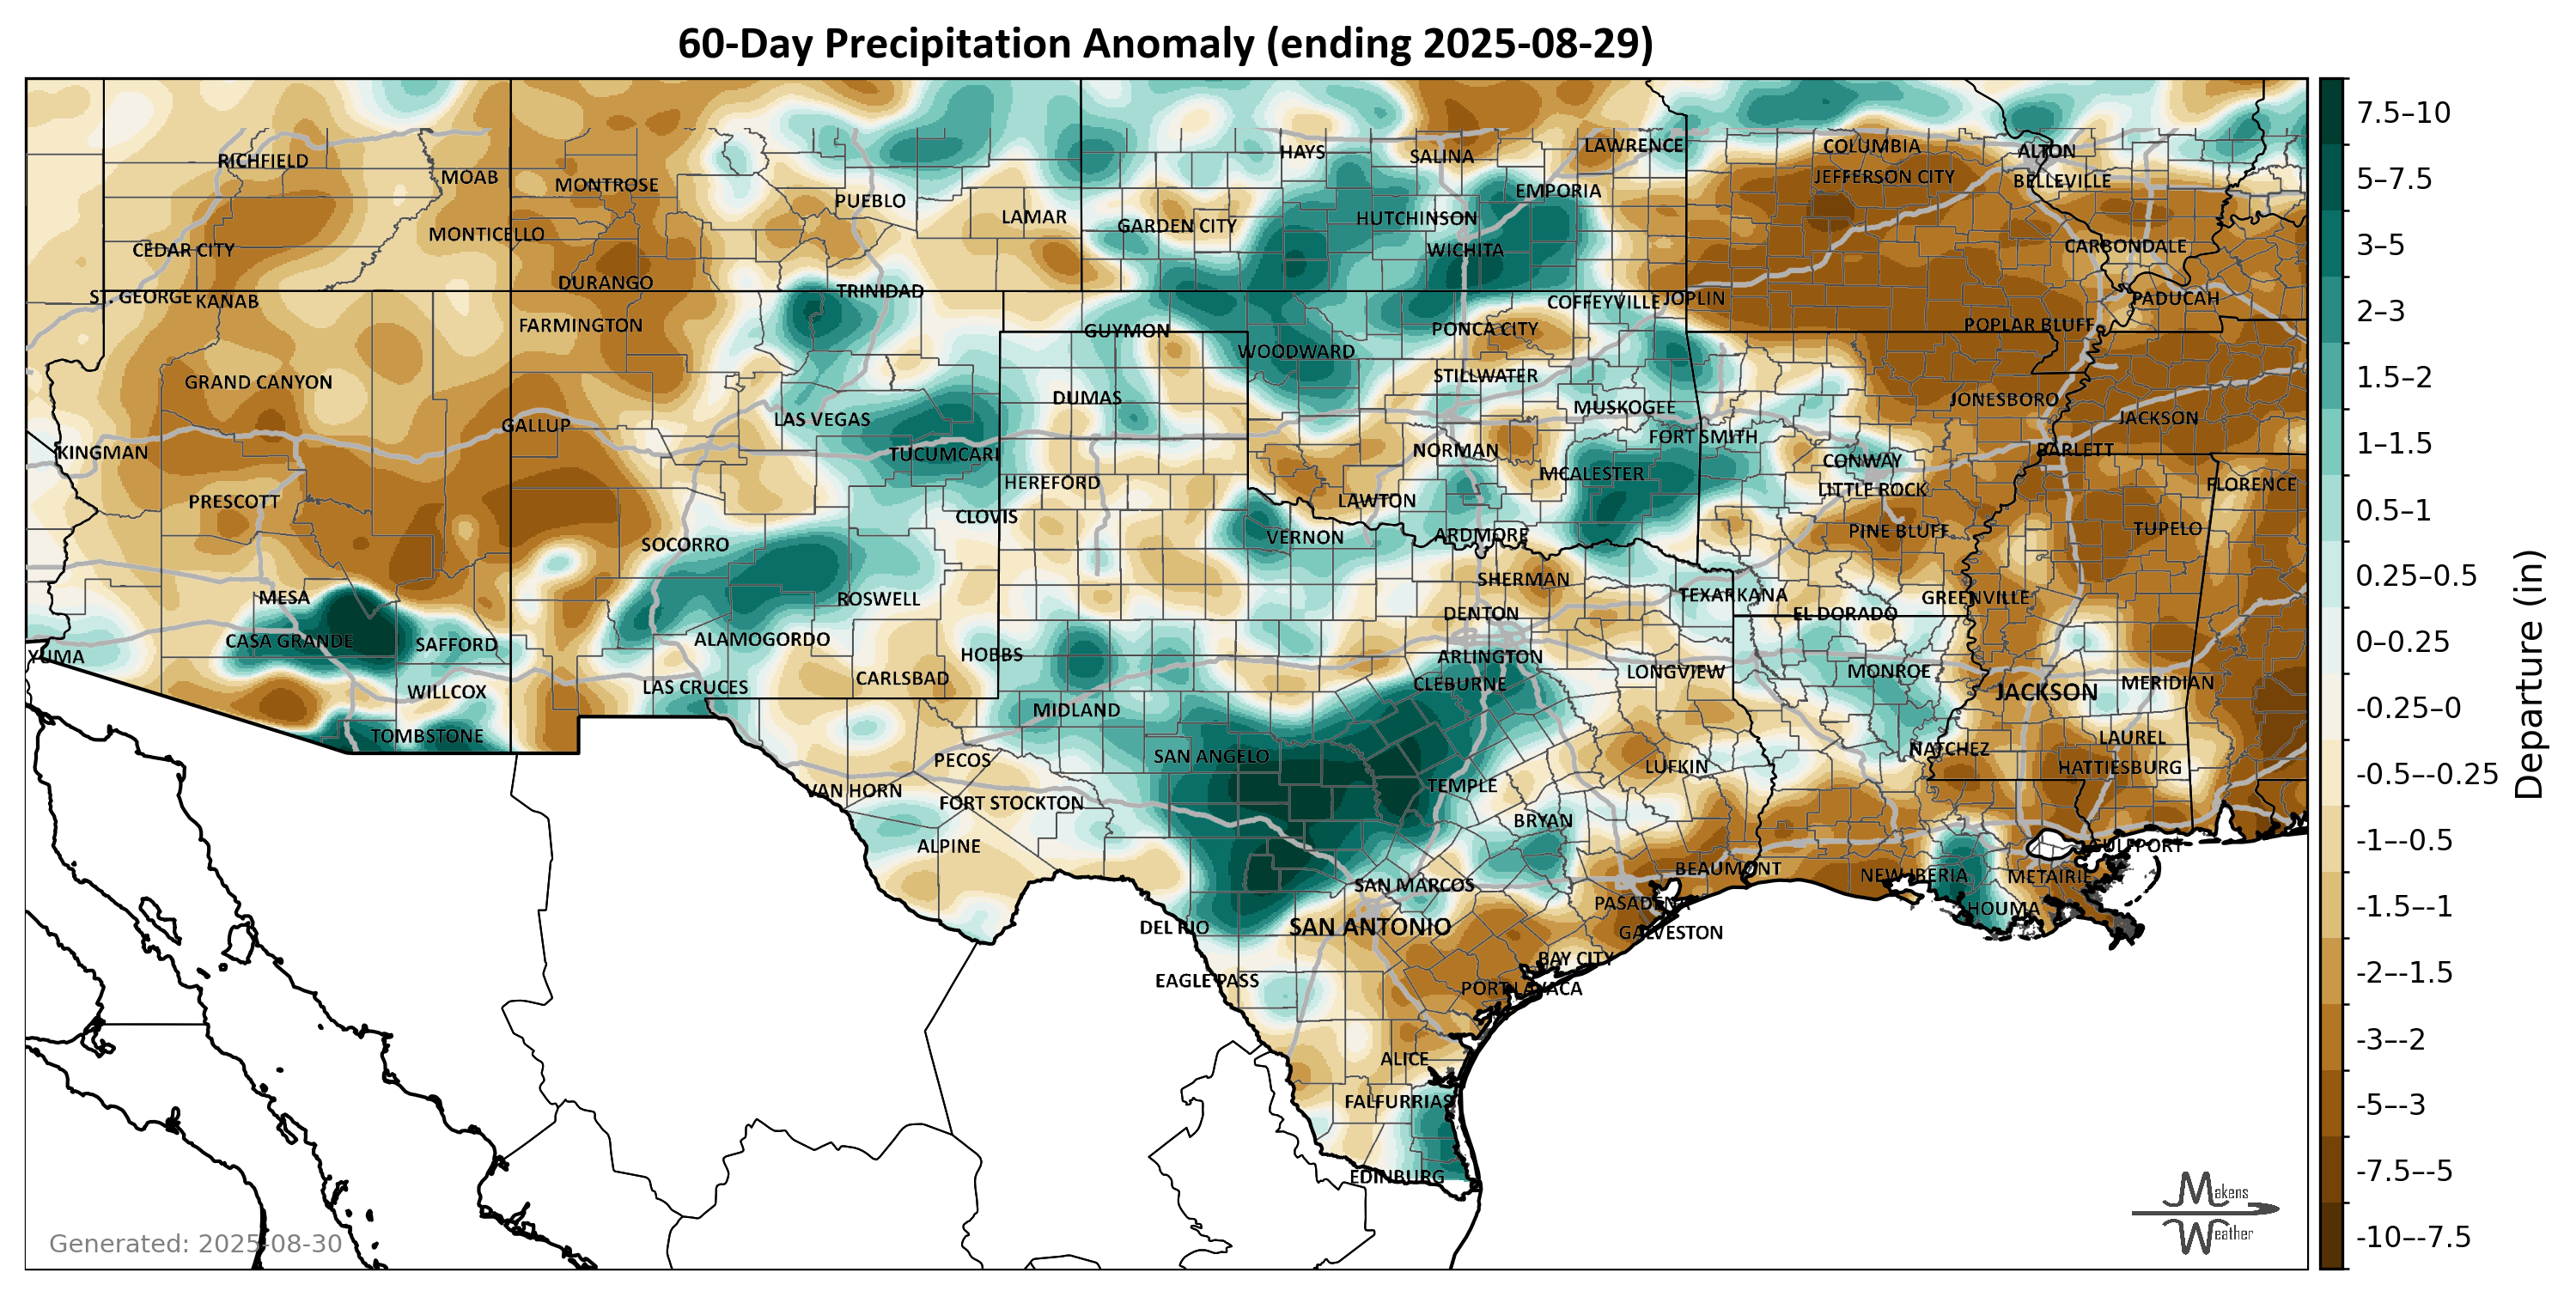 60-Day Precipitation Anomaly (ending 2025-08-29)
HAYS
SALINA
LAWRENCE
COLUMBIA
ALTON
RICHFIELD
MOAB
MONTROSE
JEFFERSON CITY
BELLEVILLE
PUEBLO
EMPORIA
LAMAR
GARDEN CITY
HUTCHINSON
MONTICELLO
CEDAR CITY
WICHITA
CARBONDALE
DURANGO
TRINIDAD
ST. GEORGE
KANAB
COFFEYVILLE
JOPLIN
PADUCAH
FARMINGTON
GUYMON
PONCA CITY
POPLAR BLUFF
WOODWARD
GRAND CANYON
STILLWATER
DUMAS
MUSKOGEE
JONESBORO
GALLUP
LAS VEGAS
JACKSON
KINGMAN
TUCUMCARI
NORMAN
FORT SMITH
BARLETT
CONWAY
HEREFORD
MCALESTER
LITTLE ROCK
FLORENCE
PRESCOTT
LAWTON
CLOVIS
PINE BLUFF
TUPELO
SOCORRO
VERNON
ARDMORE
SHERMAN
MESA
ROSWELL
TEXARKANA
GREENVILLE
DENTON
EL DORADO
CASA GRANDE
SAFFORD
ALAMOGORDO
YUMA
HOBBS
ARLINGTON
LONGVIEW
MONROE
WILLCOX
LAS CRUCES
CARLSBAD
CLEBURNE
JACKSON
MERIDIAN
MIDLAND
TOMBSTONE
SAN ANGELO
NATCHEZ
LAUREL
PECOS
LUFKIN
HATTIESBURG
VAN HORN
FORT STOCKTON
TEMPLE
BRYAN
ALPINE
GULFPORT
SAN MARCOS
BEAUMONT
NEW IBERIA
METAIRIE
PASADENA
HOUMA
DEL RIO
SAN ANTONIO
GALVESTON
BAY CITY
EAGLE PASS
PORT LAVACA
ALICE
FALFURRIAS
EDINBURG
7.5–10
5–7.5
3–5
2–3
1.5–2
1–1.5
0.5–1
0.25–0.5
0–0.25
-0.25–0
-0.5–-0.25
-1–-0.5
-1.5–-1
-2–-1.5
-3–-2
-5–-3
-7.5–-5
-10–-7.5
Departure (in)
Generated: 2025-08-30
Makens
Weather